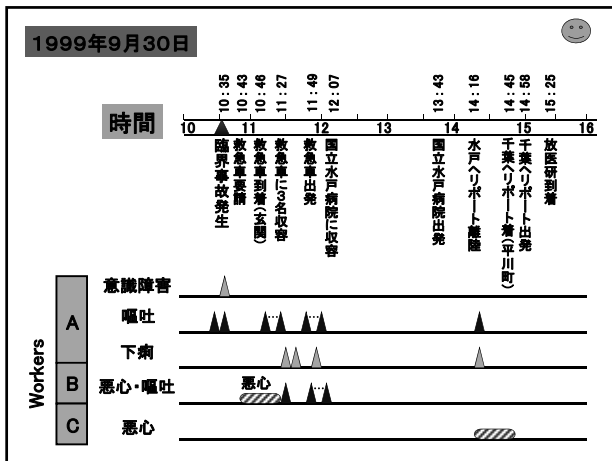 1999年9月30日
10:35
10:43
10:46
11:27
11:49
12:07
13:43
14:16
14:45
14:58
15:25
時間
10 11 12 13 14 15 16
臨界事故発生
救急車要請
救急車到着(玄関)
救急車に3名収容
救急車出発
国立水戸病院に収容
国立水戸病院出発
水戸ヘリポート離陸
千葉ヘリポート着(平川町)
千葉ヘリポート出発
放医研到着
Workers
A
意識障害
嘔吐
下痢
B
悪心・嘔吐
悪心
C
悪心